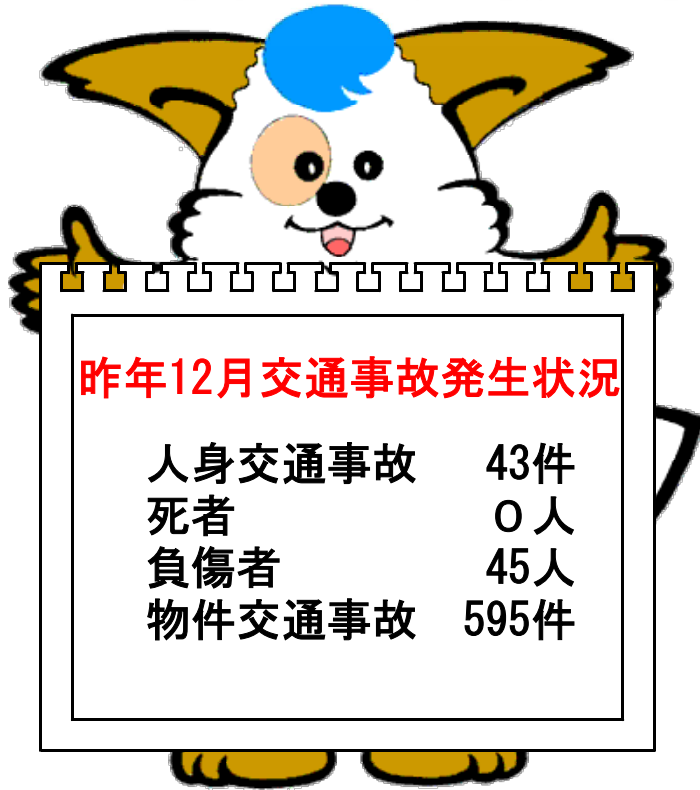 昨年12月交通事故発生状況
人身交通事故 43件
死者 0人
負傷者 45人
物件交通事故 595件